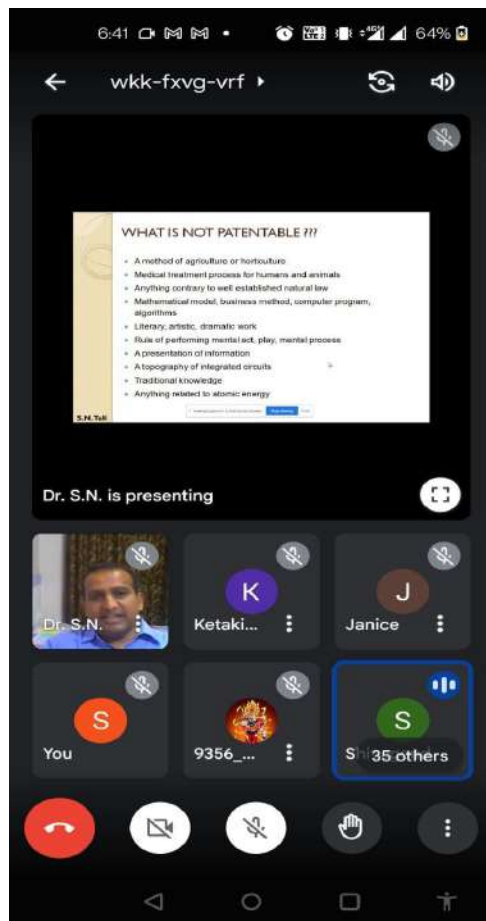 6:41
64%
wkk-fxvg-vrf
WHAT IS NOT PATENTABLE ???
A method of agriculture or horticulture
Medical treatment process for humans and animals
Anything contrary to well established natural law
Mathematical model, business method, computer program,
algorithms
Literary, artistic, dramatic work
Rule of performing mental act, play, mental process
A presentation of information
A topography of integrated circuits
Traditional knowledge
Anything related to atomic energy
S.N.Teli
Dr. S.N. is presenting
Dr. S.N.
K
Ketaki...
J
Janice
S
You
9356_...
S
35 others